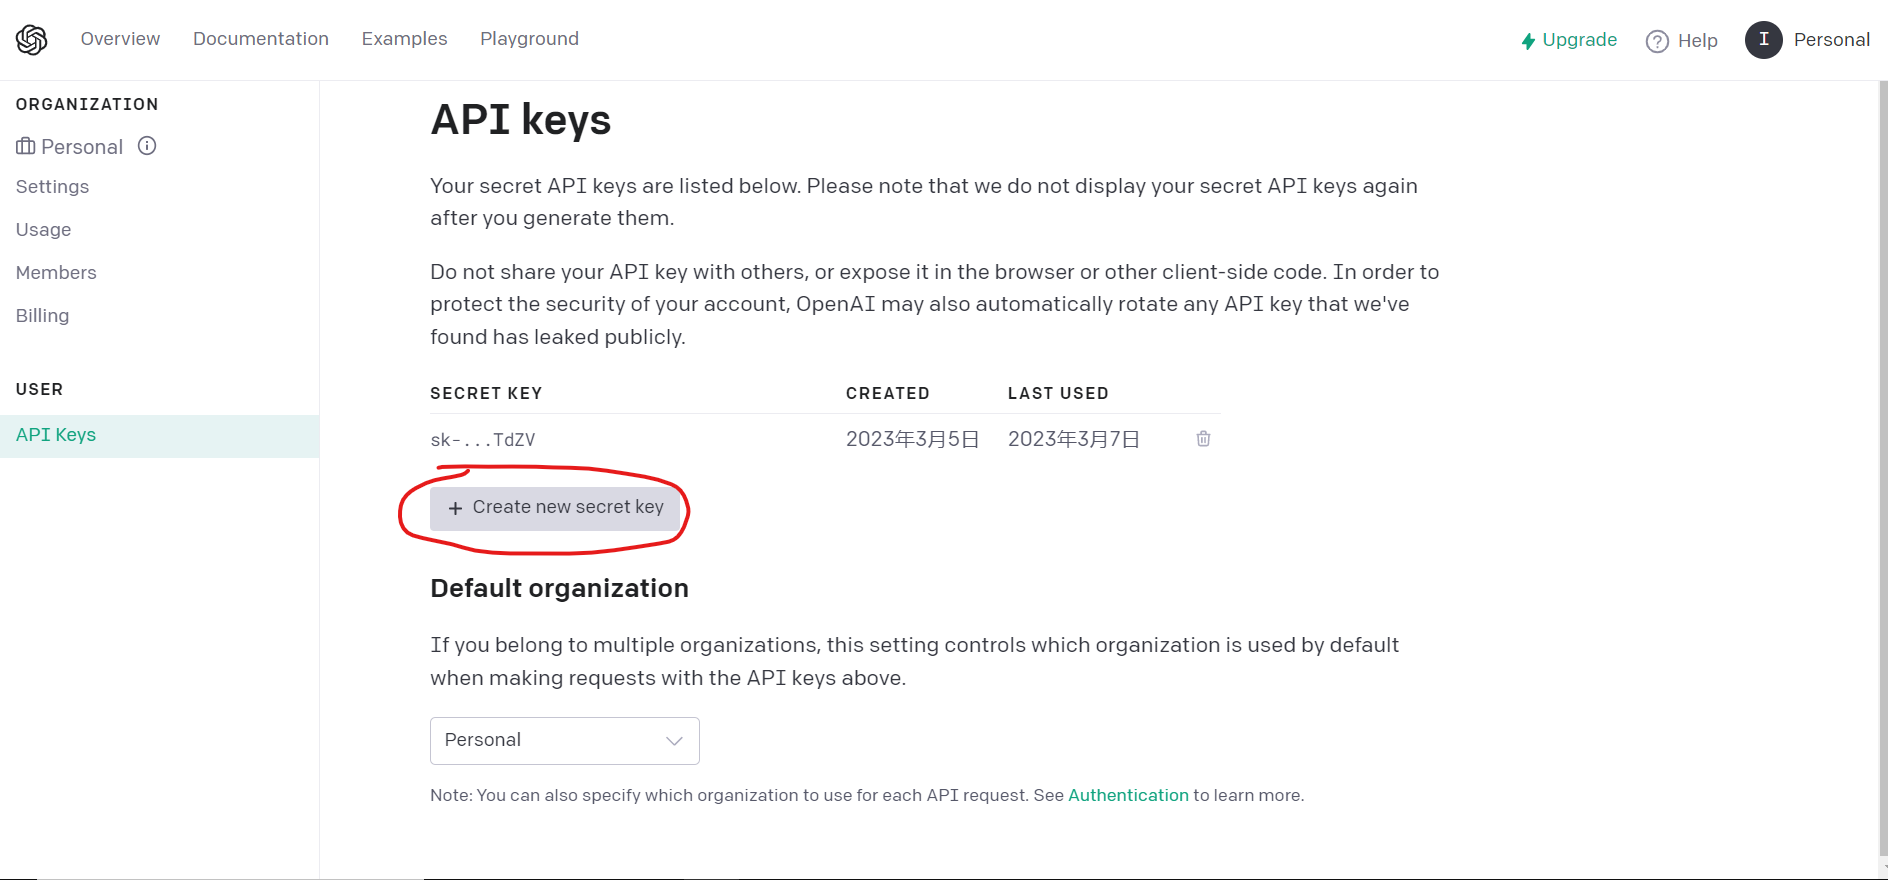 Overview Documentation Examples Playground
Upgrade Help I Personal
ORGANIZATION
Personal
Settings
Usage
Members
Billing
USER
API Keys
API keys
Your secret API keys are listed below. Please note that we do not display your secret API keys again
after you generate them.
Do not share your API key with others, or expose it in the browser or other client-side code. In order to
protect the security of your account, OpenAI may also automatically rotate any API key that we've
found has leaked publicly.
SECRET KEY CREATED LAST USED
sk-...TdZV 2023年3月5日 2023年3月7日
+ Create new secret key
Default organization
If you belong to multiple organizations, this setting controls which organization is used by default
when making requests with the API keys above.
Personal
Note: You can also specify which organization to use for each API request. See Authentication to learn more.